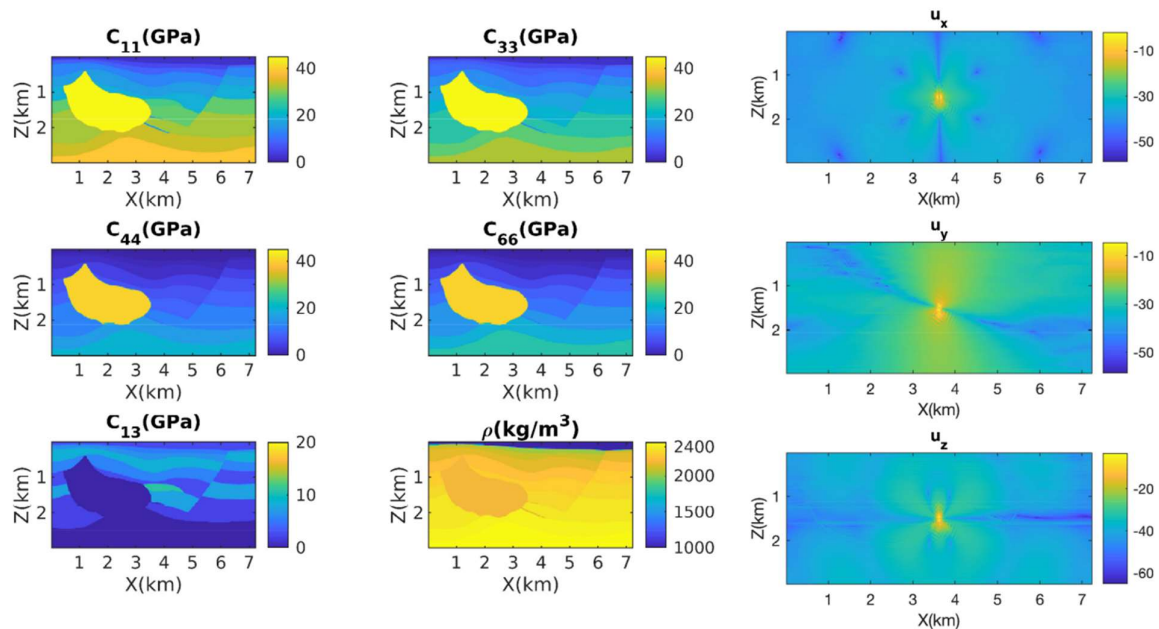 C11(GPa)
Z(km)
1
2
1 2 3 4 5 6 7
X(km)
40
20
0
C33(GPa)
Z(km)
1
2
1 2 3 4 5 6 7
X(km)
40
20
0
ux
Z(km)
1
2
1 2 3 4 5 6 7
X(km)
-10
-20
-30
-40
-50
C44(GPa)
Z(km)
1
2
1 2 3 4 5 6 7
X(km)
40
20
0
C66(GPa)
Z(km)
1
2
1 2 3 4 5 6 7
X(km)
40
20
0
uy
Z(km)
1
2
1 2 3 4 5 6 7
X(km)
-10
-30
-50
C13(GPa)
Z(km)
1
2
1 2 3 4 5 6 7
X(km)
20
10
0
ρ(kg/m3)
Z(km)
1
2
1 2 3 4 5 6 7
X(km)
2400
2000
1500
1000
uz
Z(km)
1
2
1 2 3 4 5 6 7
X(km)
-20
-40
-60